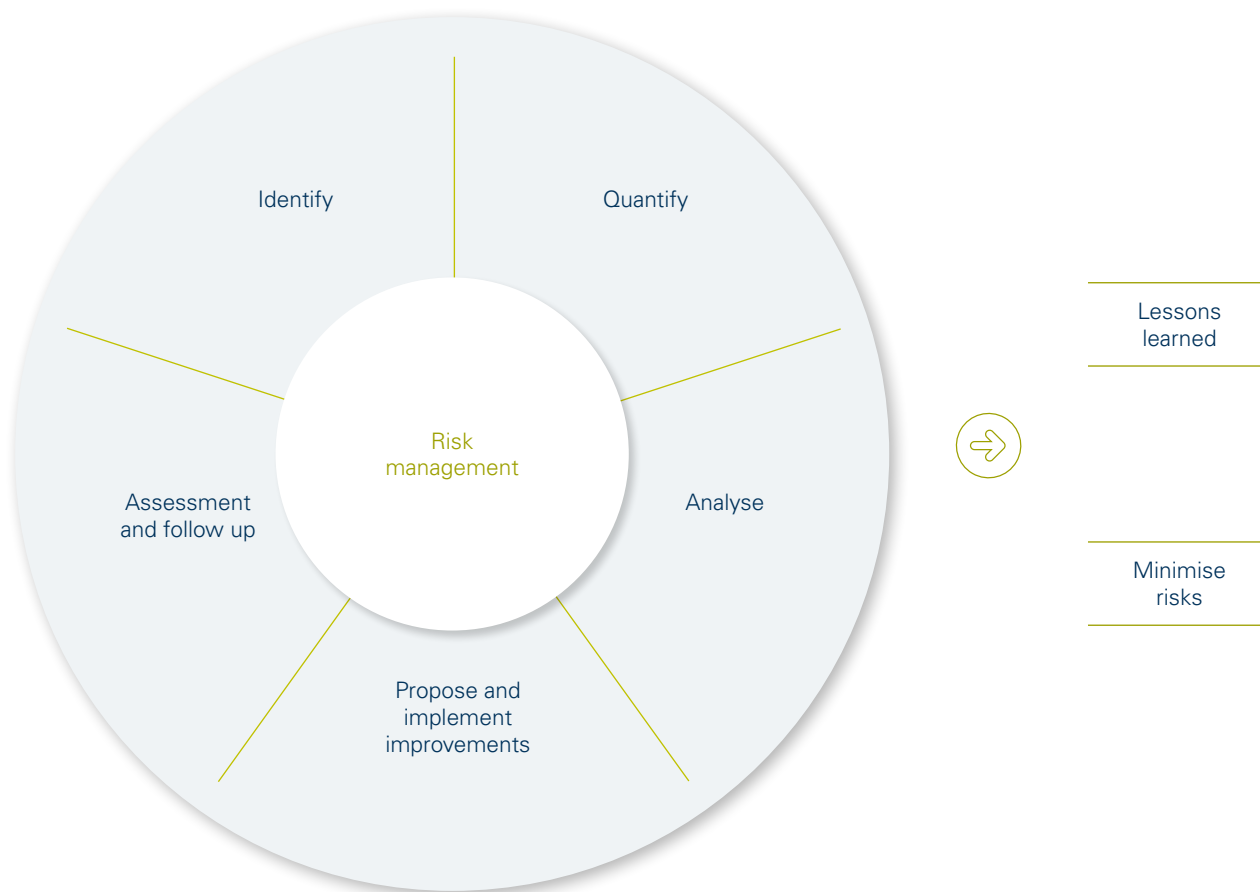 Identify
Quantify
Lessons
learned
Risk
management
Assessment
and follow up
Analyse
Minimise
risks
Propose and
implement
improvements